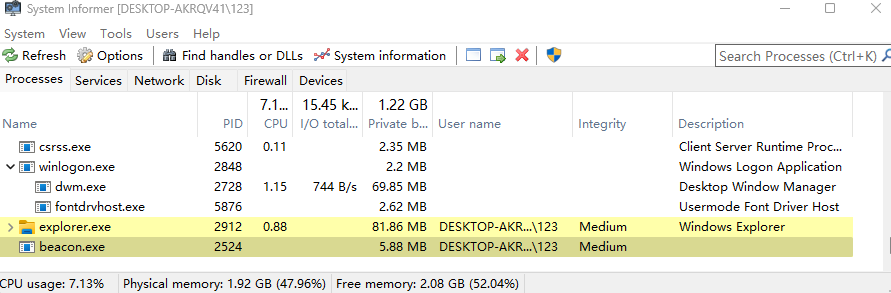 System Informer [DESKTOP-AKRQV41\123]
System View Tools Users Help
Refresh Options Find handles or DLLs System information Search Processes (Ctrl+K)
Processes Services Network Disk Firewall Devices
7.1... 15.45 k... 1.22 GB
Name PID CPU I/O total... Private b... User name Integrity Description
csrss.exe 5620 0.11 2.35 MB Client Server Runtime Proc...
winlogon.exe 2848 2.2 MB Windows Logon Application
dwm.exe 2728 1.15 744 B/s 69.85 MB Desktop Window Manager
fontdrvhost.exe 5876 2.62 MB Usermode Font Driver Host
explorer.exe 2912 0.88 81.86 MB DESKTOP-AKR...\123 Medium Windows Explorer
beacon.exe 2524 5.88 MB DESKTOP-AKR...\123 Medium
CPU usage: 7.13% Physical memory: 1.92 GB (47.96%) Free memory: 2.08 GB (52.04%)